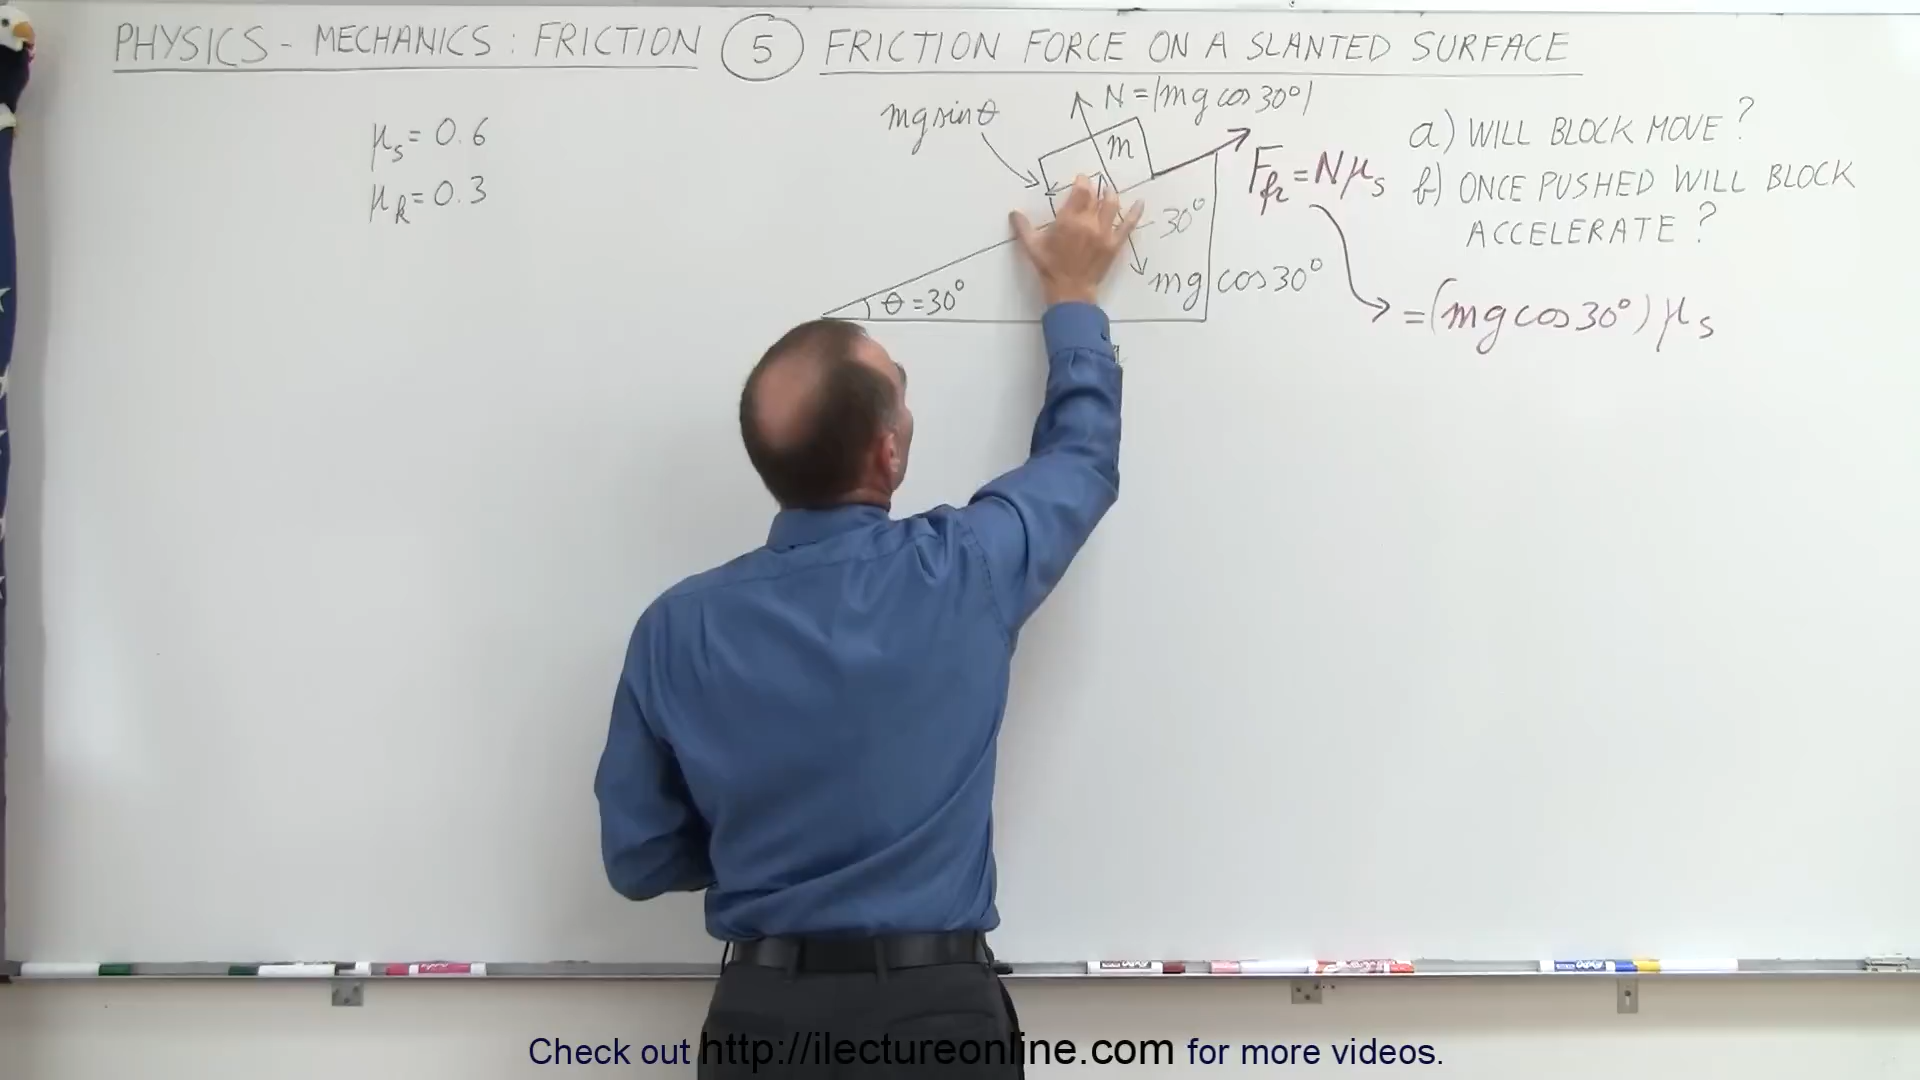 PHYSICS - MECHANICS : FRICTION 5 FRICTION FORCE ON A SLANTED SURFACE
μs = 0.6
μk = 0.3
mg sin θ
N = |mg cos 30°|
m
30°
mg cos 30°
θ = 30°
Ffr = Nμs
= (mg cos 30°) μs
a) WILL BLOCK MOVE ?
b) ONCE PUSHED WILL BLOCK
ACCELERATE ?
Check out http://ilectureonline.com for more videos.